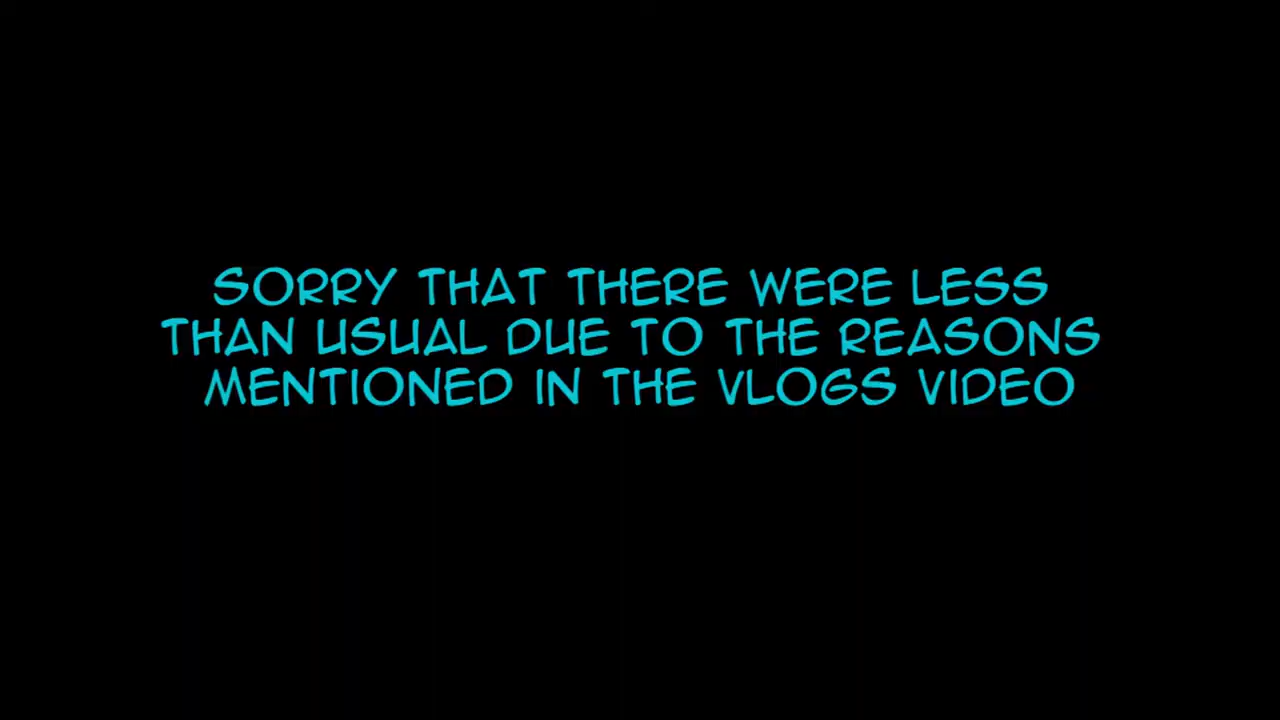 SORRY THAT THERE WERE LESS
THAN USUAL DUE TO THE REASONS
MENTIONED IN THE VLOGS VIDEO